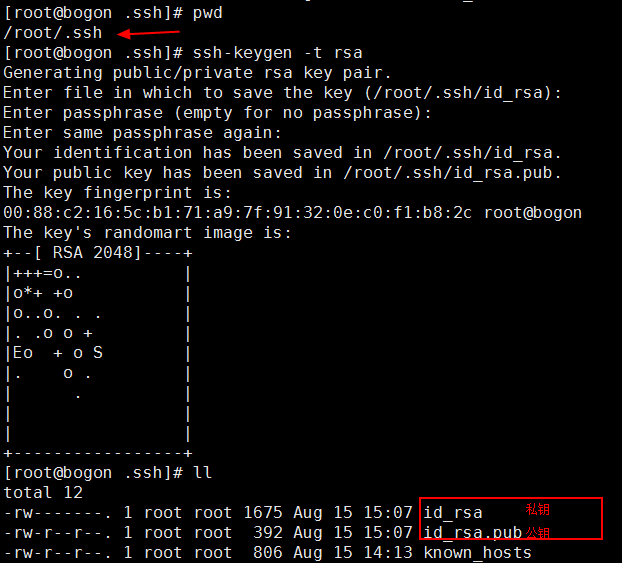 [root@bogon .ssh]# pwd
/root/.ssh
[root@bogon .ssh]# ssh-keygen -t rsa
Generating public/private rsa key pair.
Enter file in which to save the key (/root/.ssh/id_rsa):
Enter passphrase (empty for no passphrase):
Enter same passphrase again:
Your identification has been saved in /root/.ssh/id_rsa.
Your public key has been saved in /root/.ssh/id_rsa.pub.
The key fingerprint is:
00:88:c2:16:5c:b1:71:a9:7f:91:32:0e:c0:f1:b8:2c root@bogon
The key's randomart image is:
+--[ RSA 2048]----+
|+++=o..          |
|o*+ +o           |
|o..o. . .        |
|. .o o +         |
|Eo  + o S        |
|.    o .         |
|      .          |
|                 |
|                 |
+-----------------+
[root@bogon .ssh]# ll
total 12
-rw-------. 1 root root 1675 Aug 15 15:07 id_rsa 私钥
-rw-r--r--. 1 root root  392 Aug 15 15:07 id_rsa.pub 公钥
-rw-r--r--. 1 root root  806 Aug 15 14:13 known_hosts